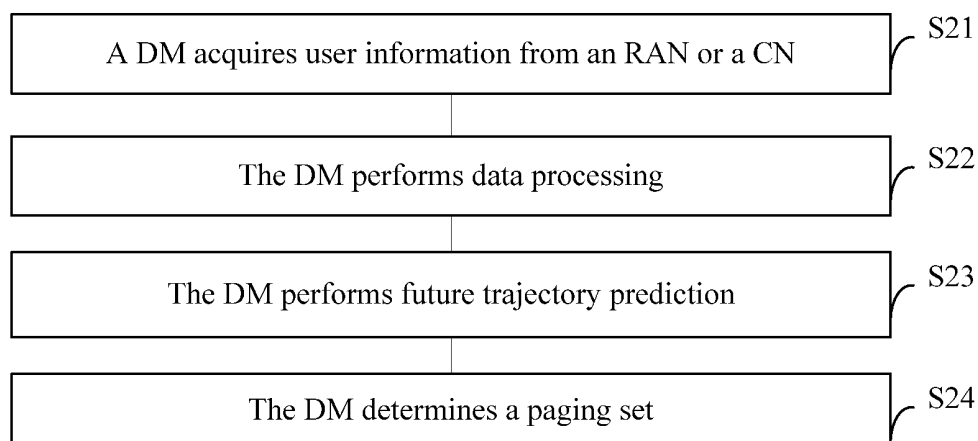 A DM acquires user information from an RAN or a CN
S21
The DM performs data processing
S22
The DM performs future trajectory prediction
S23
The DM determines a paging set
S24